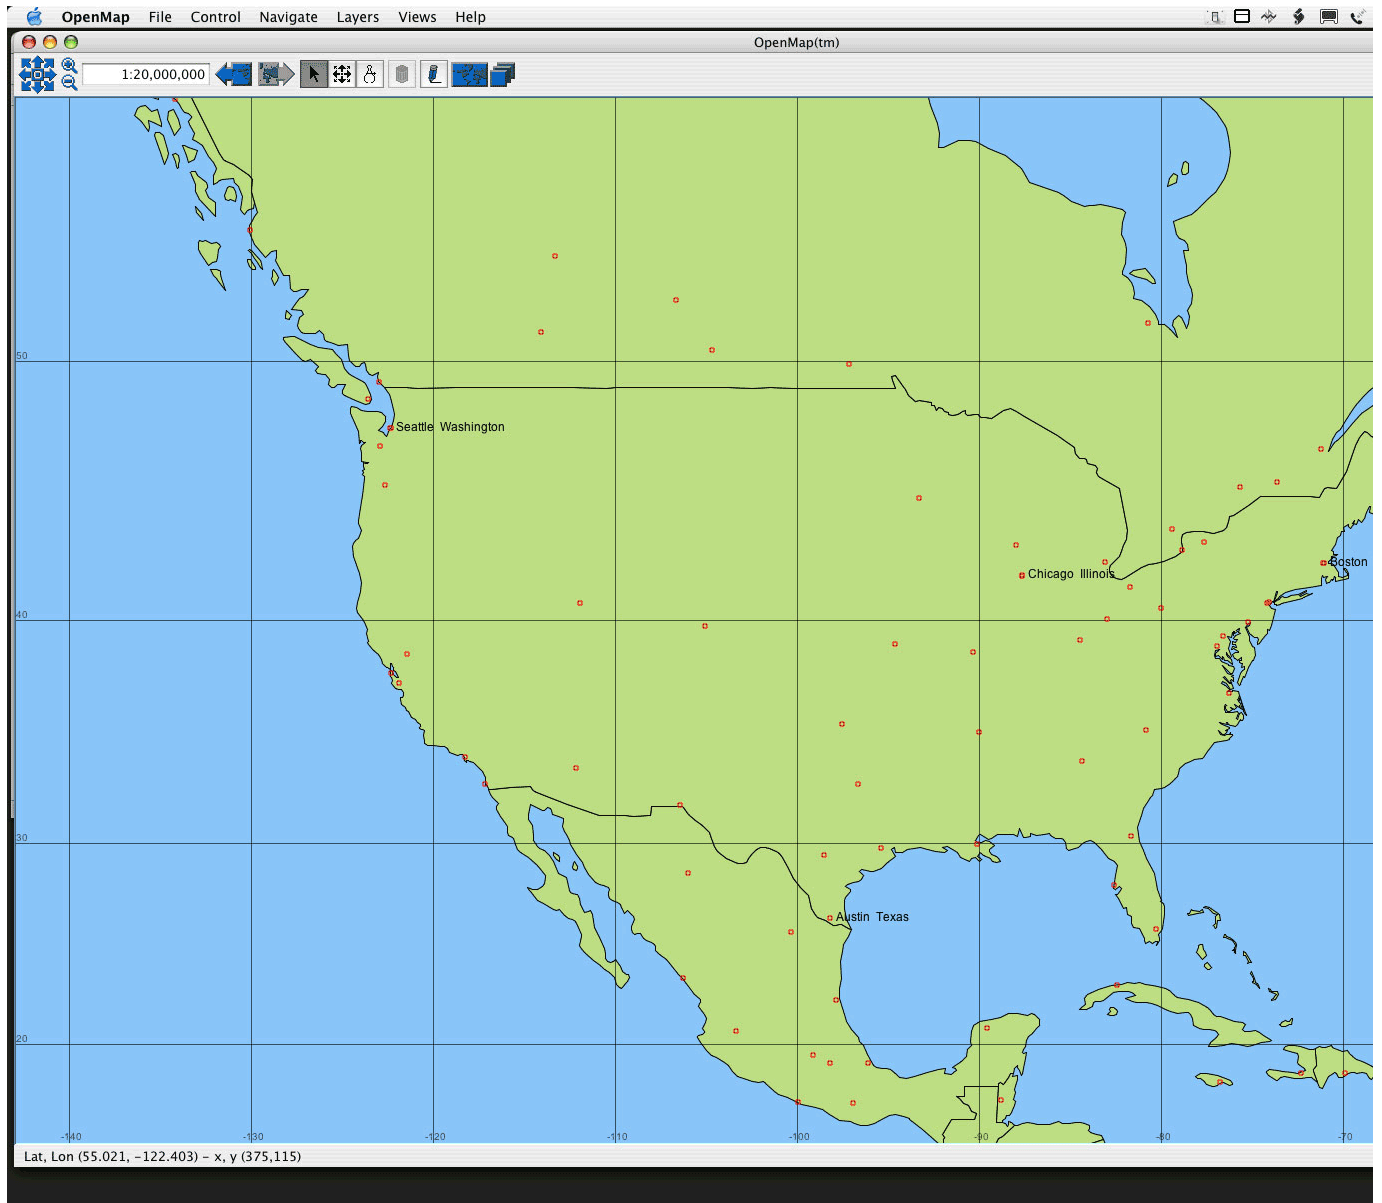 OpenMap File Control Navigate Layers Views Help
OpenMap(tm)
1:20,000,000
50
Seattle Washington
Chicago Illinois
Boston
40
30
Austin Texas
20
-140 -130 -120 -110 -100 -90 -80 -70
Lat, Lon (55.021, -122.403) - x, y (375,115)